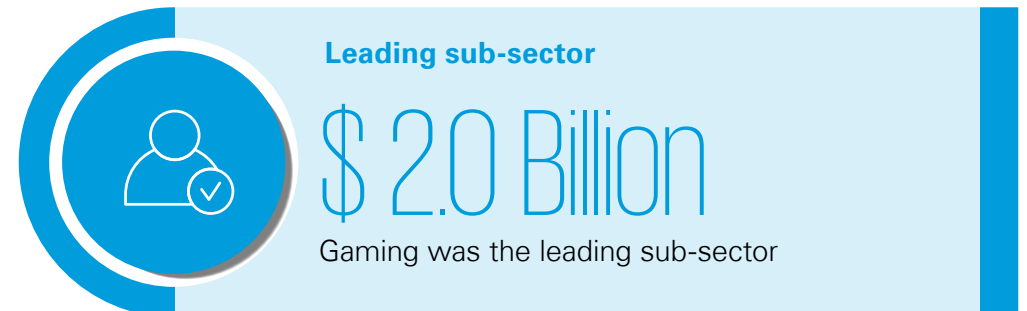 Leading sub-sector
$ 2.0 Billion
Gaming was the leading sub-sector